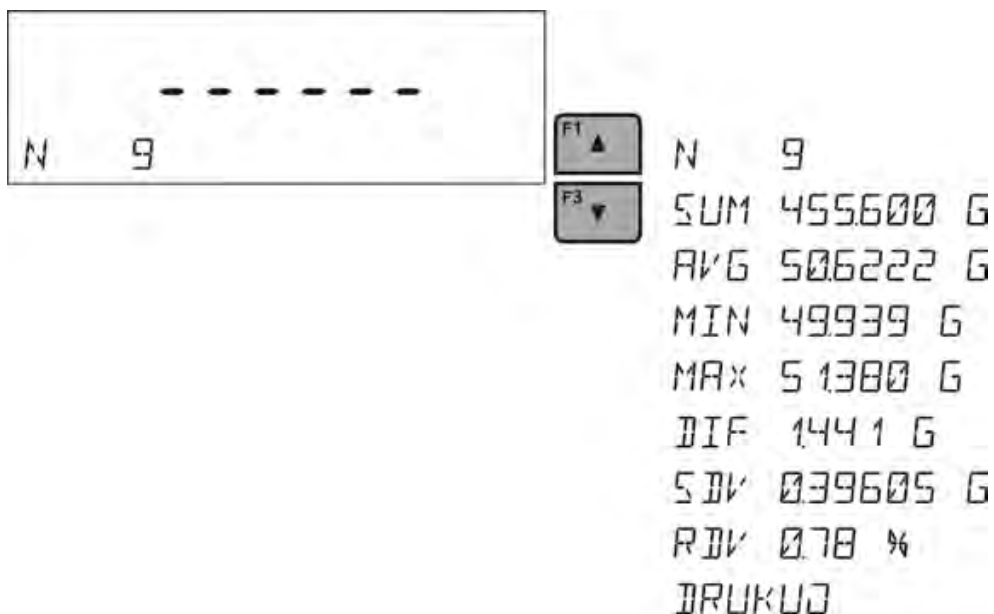 - - - - - -
N 9
F1 ▲
F3 ▼
N 9
SUM 455.600 G
AVG 50.6222 G
MIN 49.939 G
MAX 51.380 G
DIF 1.441 G
SDV 0.39605 G
RDV 0.78 %
DRUKUJ